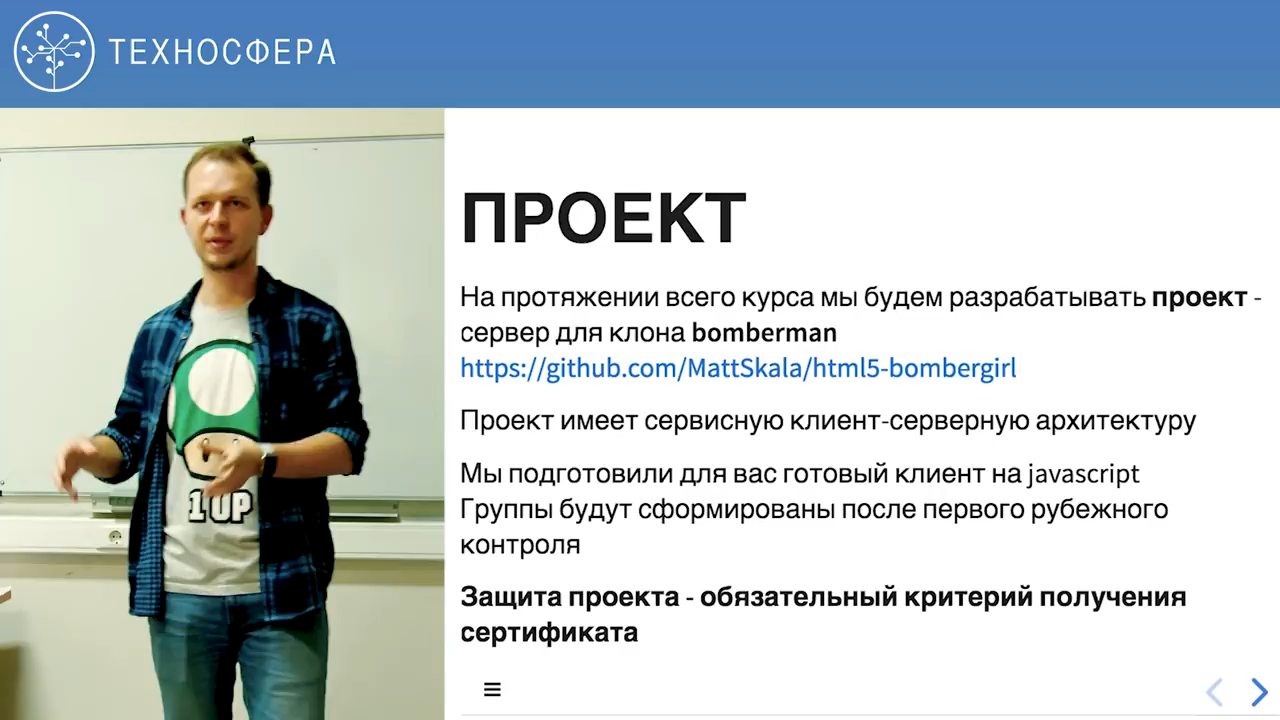 ТЕХНОСФЕРА
ПРОЕКТ
На протяжении всего курса мы будем разрабатывать проект -
сервер для клона bomberman
https://github.com/MattSkala/html5-bombergirl
Проект имеет сервисную клиент-серверную архитектуру
Мы подготовили для вас готовый клиент на javascript
Группы будут сформированы после первого рубежного
контроля
Защита проекта - обязательный критерий получения
сертификата
1 UP